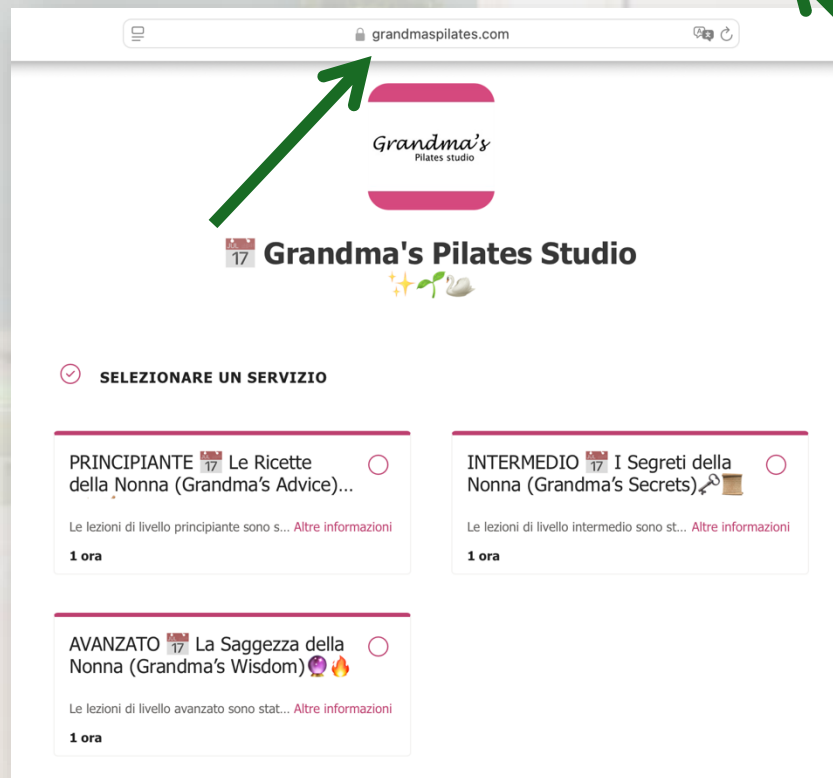 grandmaspilates.com
Grandma's
Pilates studio
📅 Grandma's Pilates Studio
✨🌱🦢
SELEZIONARE UN SERVIZIO
PRINCIPIANTE 📅 Le Ricette
della Nonna (Grandma’s Advice)...
Le lezioni di livello principiante sono s... Altre informazioni
1 ora
INTERMEDIO 📅 I Segreti della
Nonna (Grandma’s Secrets)🗝️📜
Le lezioni di livello intermedio sono st... Altre informazioni
1 ora
AVANZATO 📅 La Saggezza della
Nonna (Grandma’s Wisdom)🔮🔥
Le lezioni di livello avanzato sono stat... Altre informazioni
1 ora